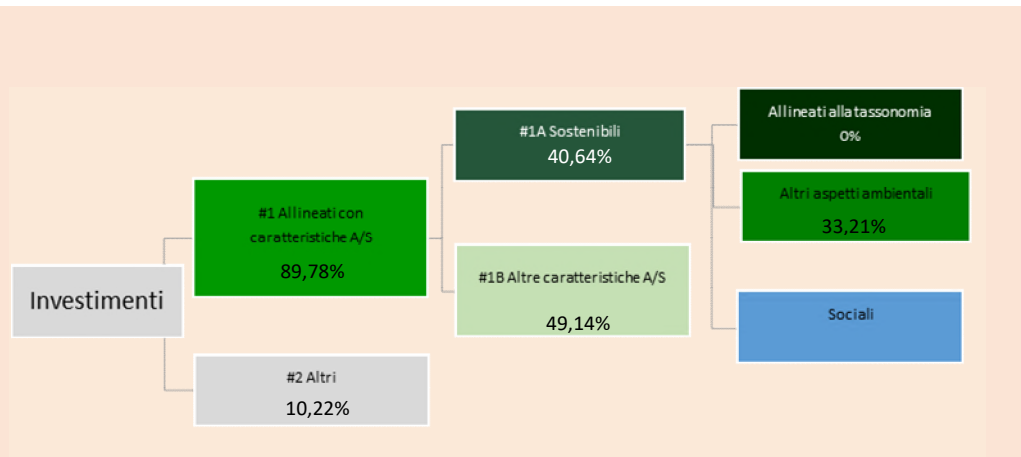 Investimenti
#1 Allineati con
caratteristiche A/S
89,78%
#2 Altri
10,22%
#1A Sostenibili
40,64%
#1B Altre caratteristiche A/S
49,14%
Allineati alla tassonomia
0%
Altri aspetti ambientali
33,21%
Sociali